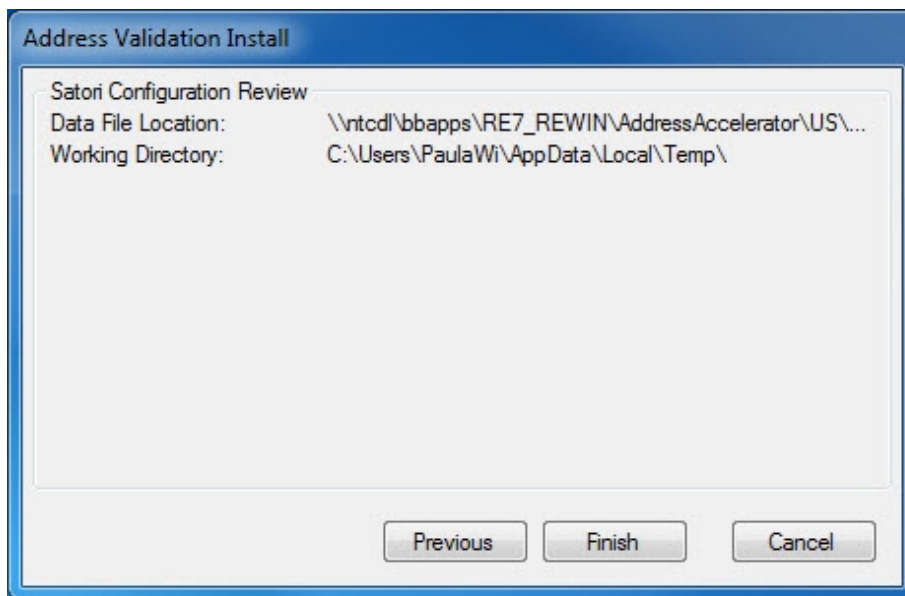 Address Validation Install
Satori Configuration Review
Data File Location: \\ntcdl\bbapps\RE7_REWIN\AddressAccelerator\US\...
Working Directory: C:\Users\PaulaWi\AppData\Local\Temp\
Previous Finish Cancel